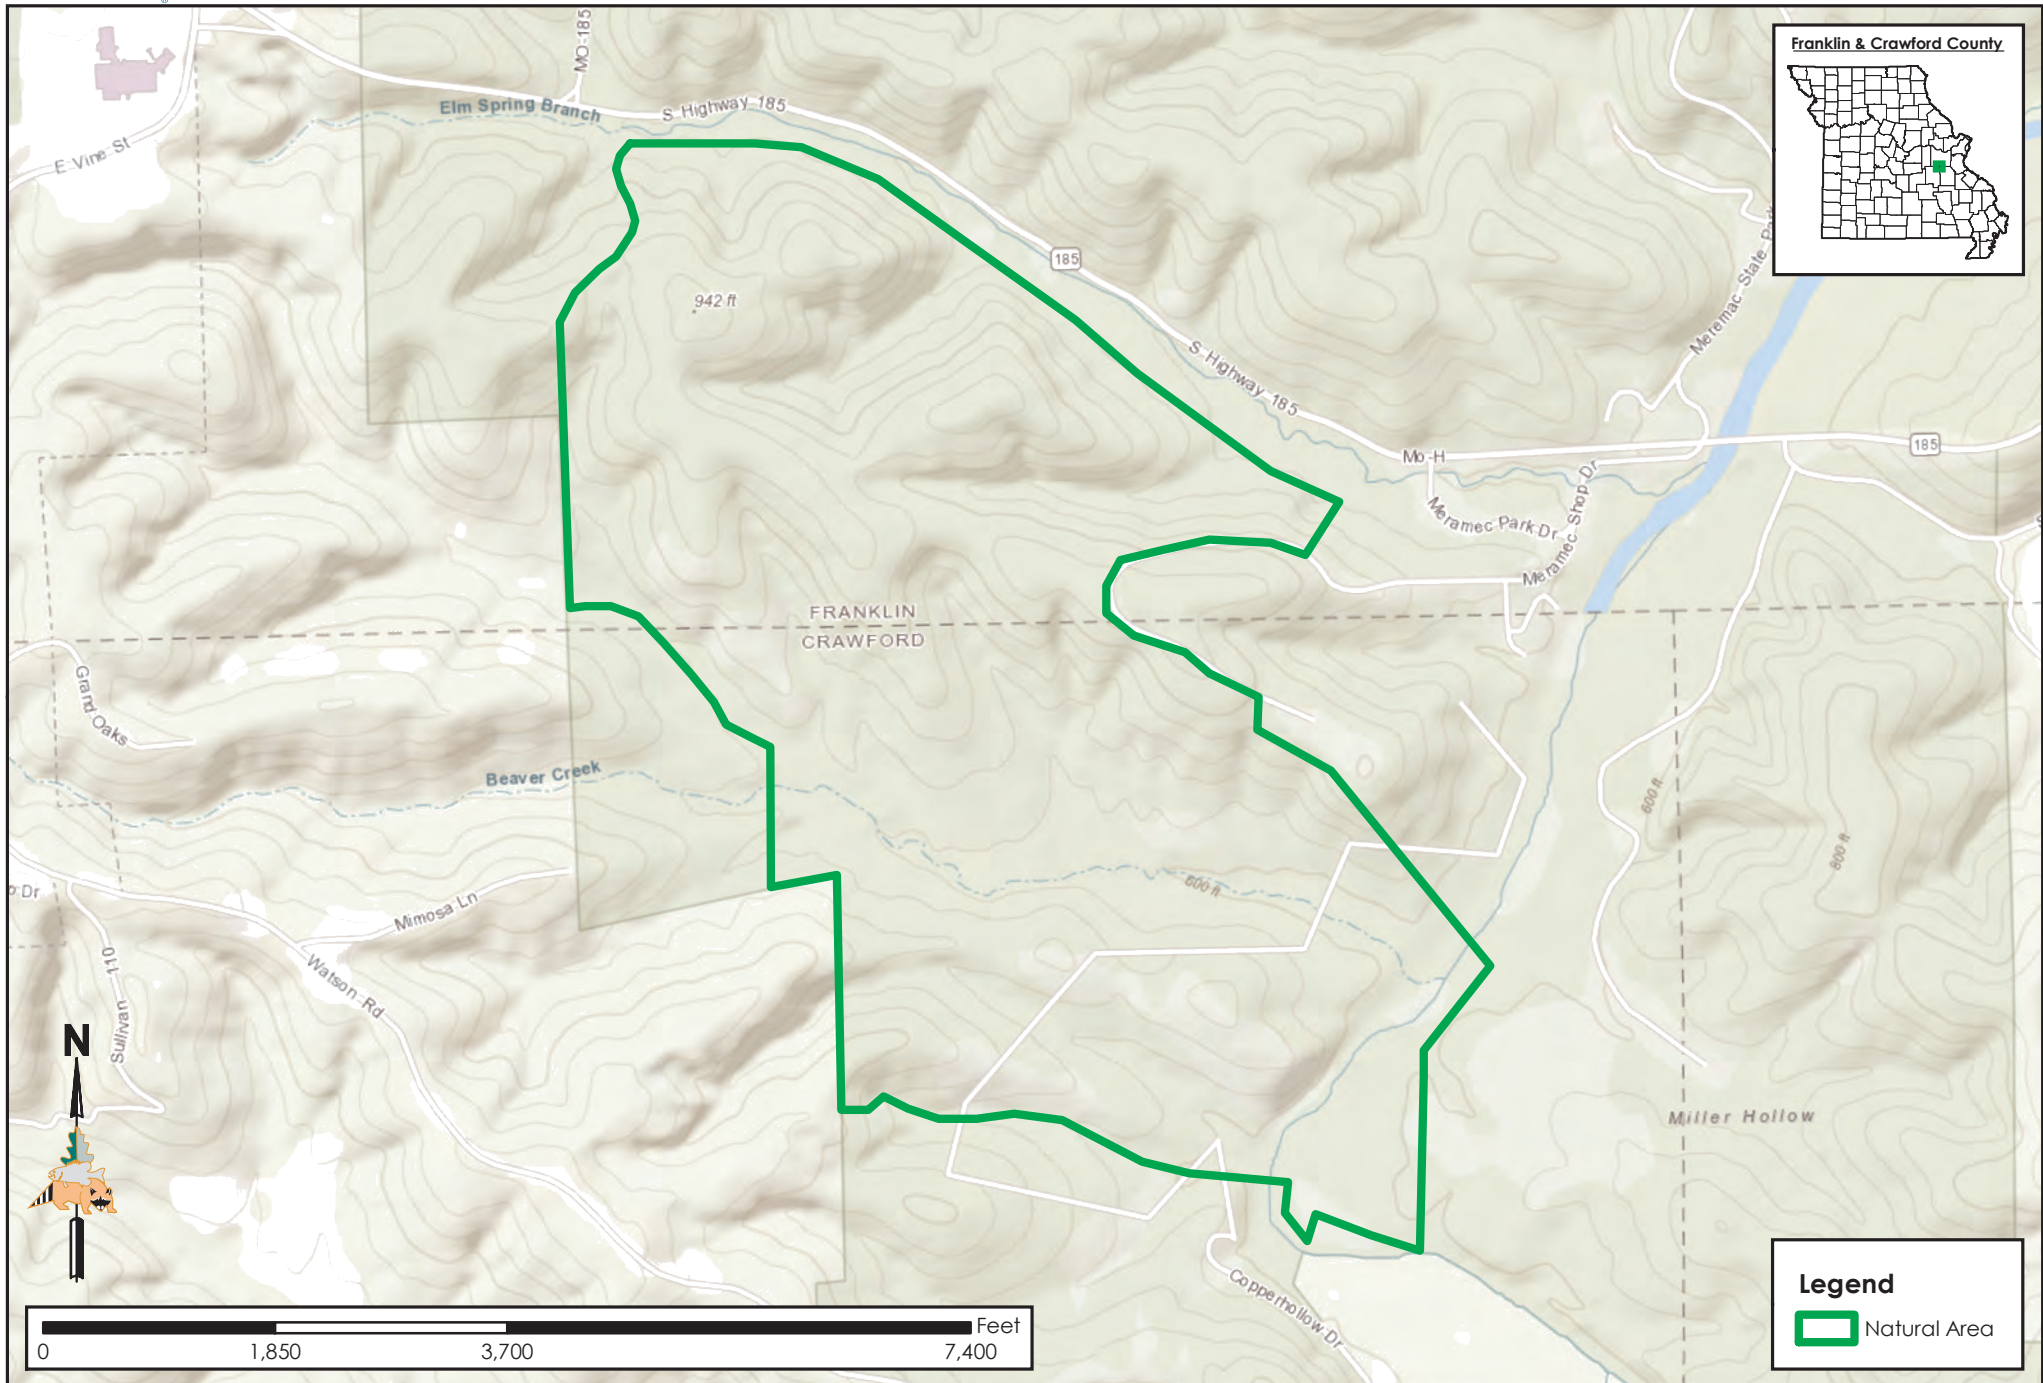 MO-185
Franklin & Crawford County
Elm Spring Branch
S Highway 185
E Vine St
185
942 ft
Meremac State Park
S Highway 185
Mo-H
185
Meramec Park Dr
Meramec Shop Dr
FRANKLIN
CRAWFORD
Grand Oaks
Beaver Creek
600 ft
800 ft
600 ft
Mimosa Ln
Dr
Watson Rd
Sullivan 110
N
Miller Hollow
Copperhollow Dr
Legend
Natural Area
Feet
0 1,850 3,700 7,400